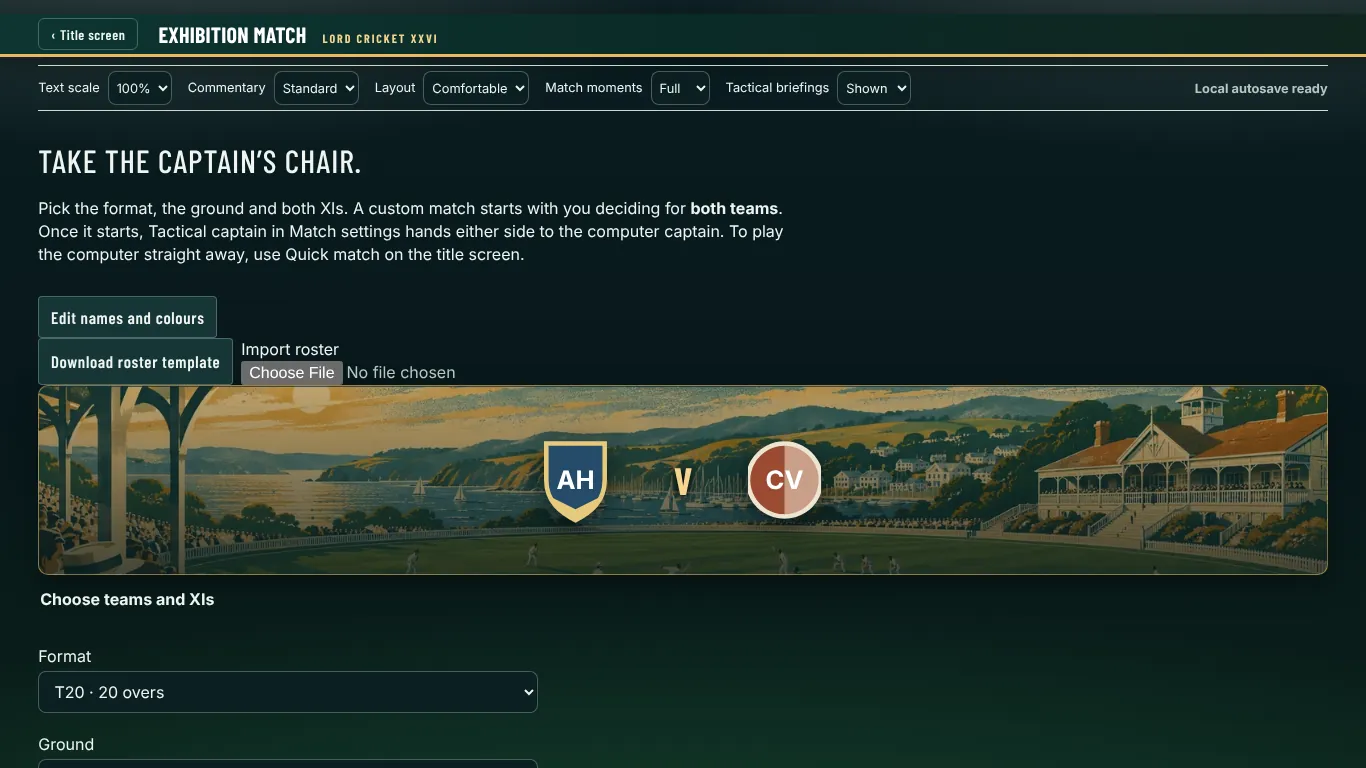 ‹ Title screen
EXHIBITION MATCH
LORD CRICKET XXVI
Text scale 100% Commentary Standard Layout Comfortable Match moments Full Tactical briefings Shown Local autosave ready
TAKE THE CAPTAIN’S CHAIR.
Pick the format, the ground and both XIs. A custom match starts with you deciding for both teams.
Once it starts, Tactical captain in Match settings hands either side to the computer captain. To play
the computer straight away, use Quick match on the title screen.
Edit names and colours
Download roster template
Import roster
Choose File No file chosen
AH V CV
Choose teams and XIs
Format
T20 · 20 overs
Ground